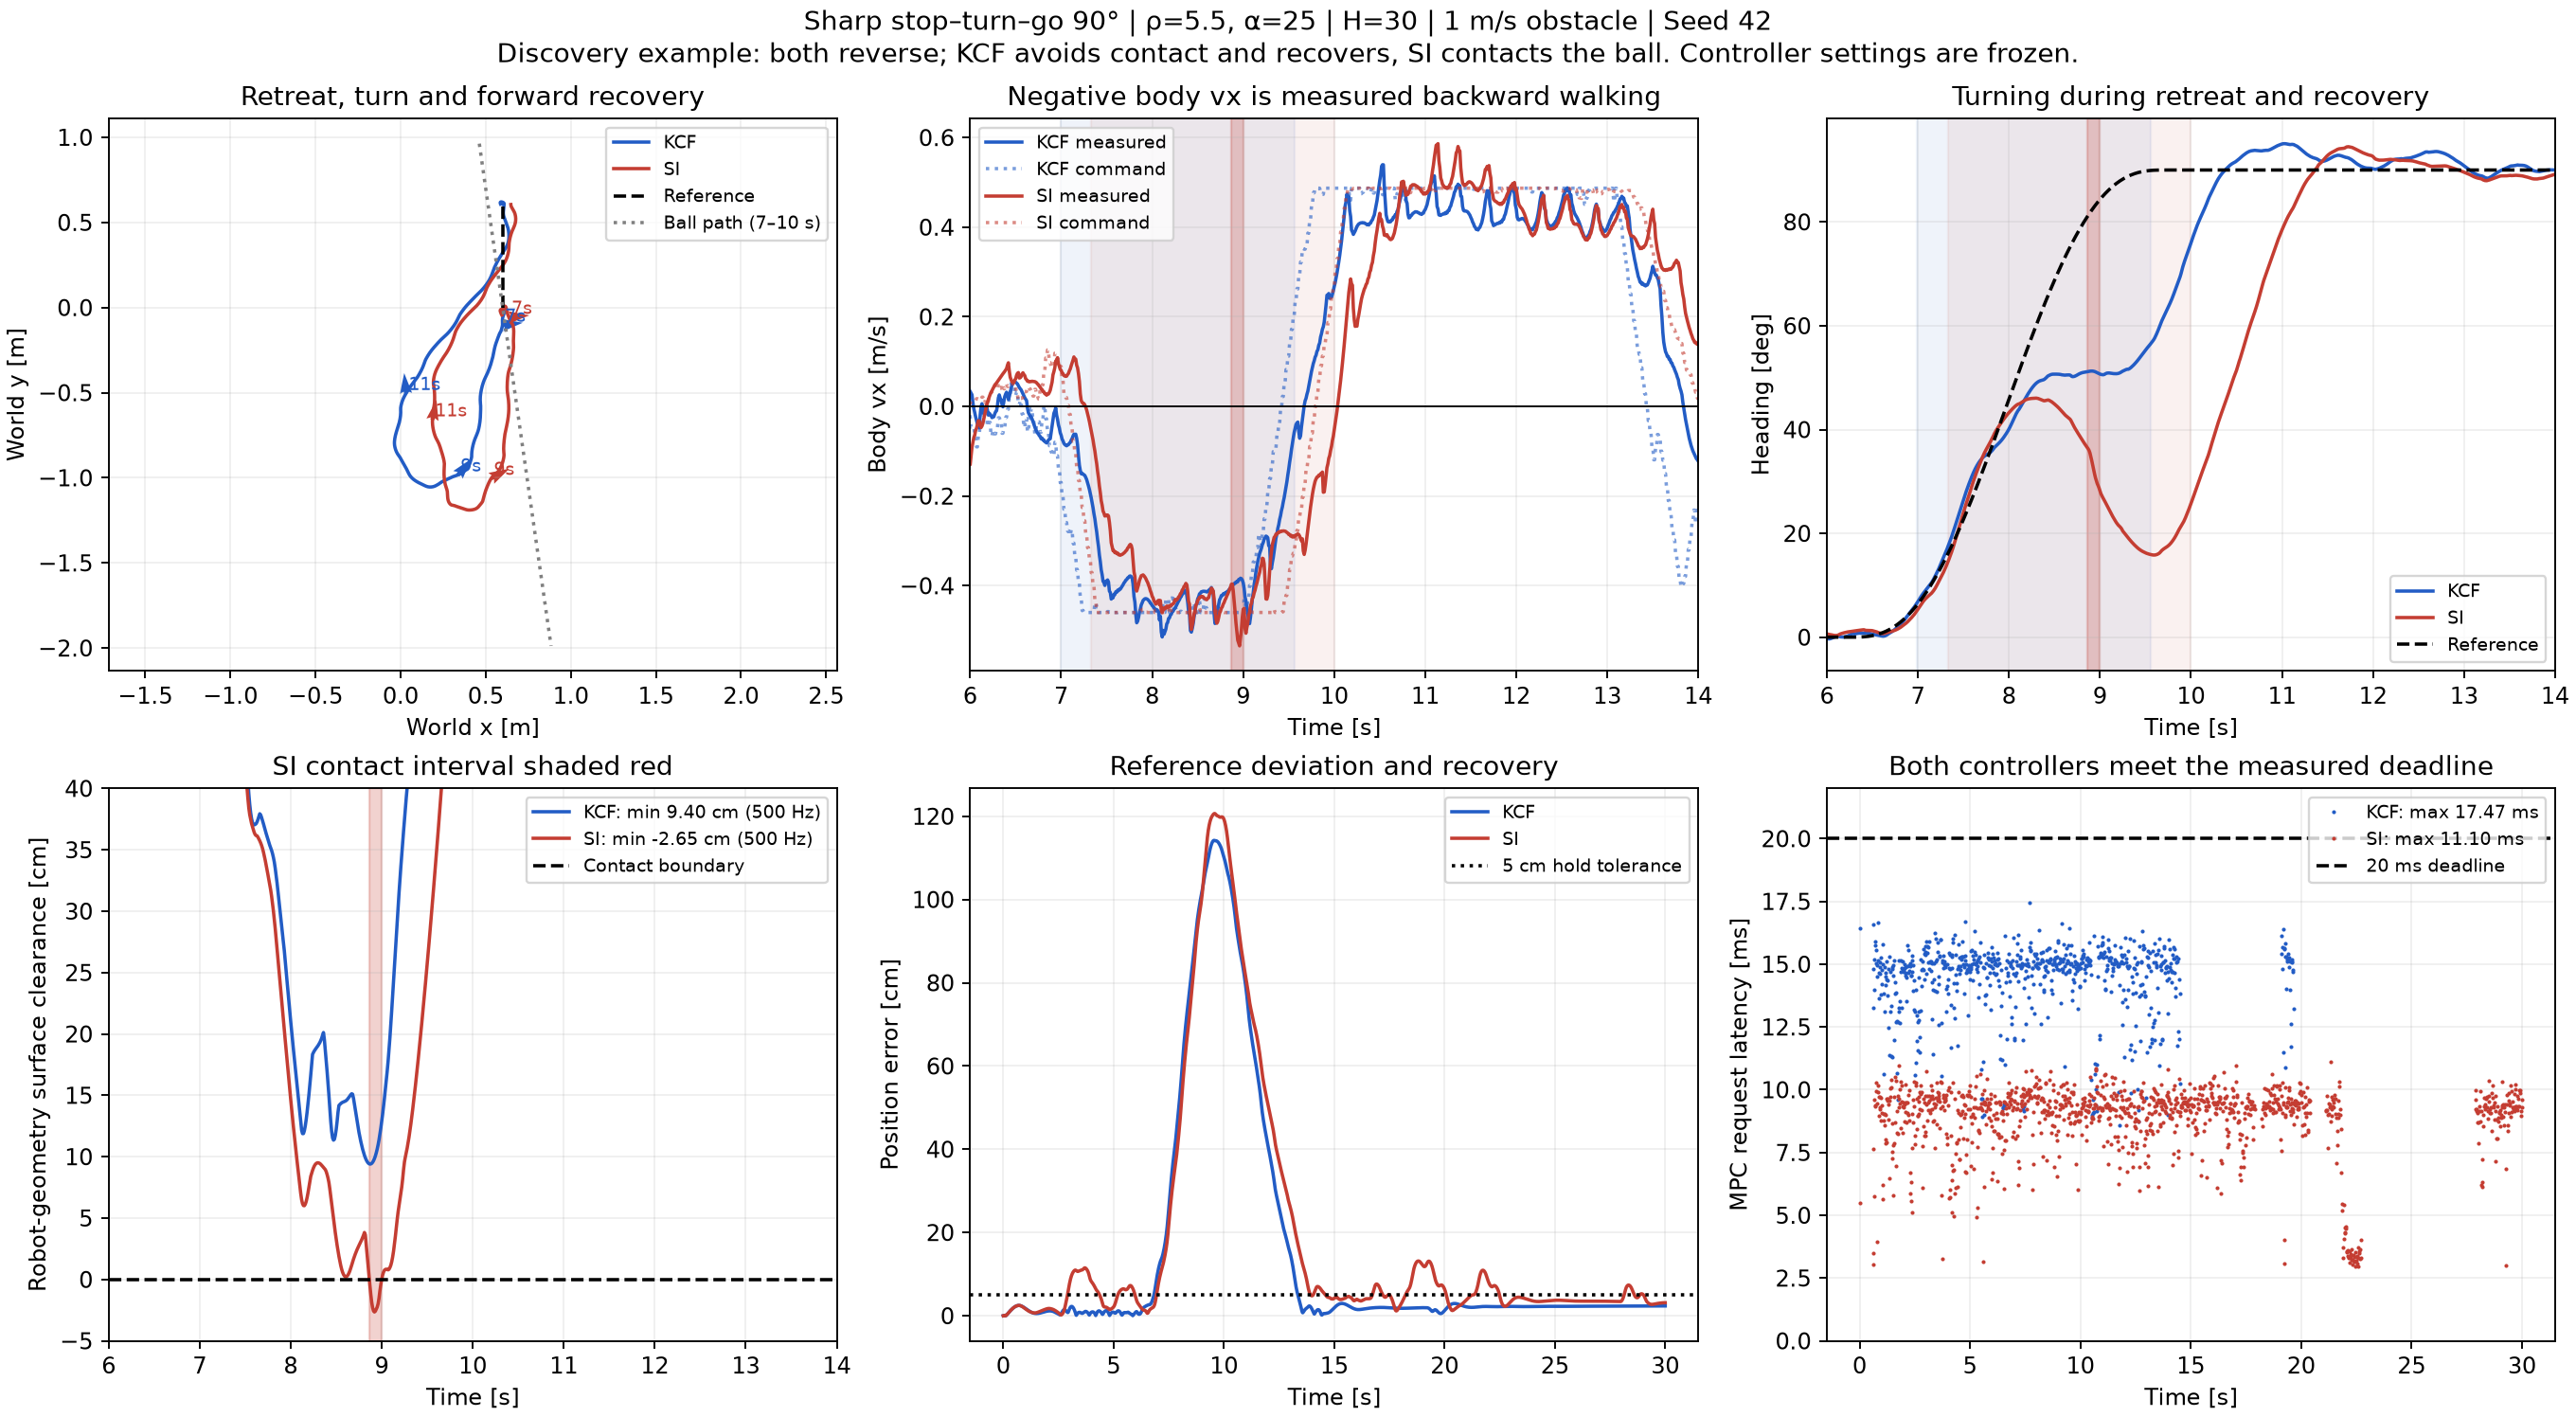 Sharp stop–turn–go 90° | ρ=5.5, α=25 | H=30 | 1 m/s obstacle | Seed 42
Discovery example: both reverse; KCF avoids contact and recovers, SI contacts the ball. Controller settings are frozen.
Retreat, turn and forward recovery
KCF
SI
Reference
Ball path (7–10 s)
1.0
0.5
0.0
−0.5
−1.0
−1.5
−2.0
World y [m]
7s
11s
11s
9s
−1.5
−1.0
−0.5
0.0
0.5
1.0
1.5
2.0
2.5
World x [m]
Negative body vx is measured backward walking
KCF measured
KCF command
SI measured
SI command
0.6
0.4
0.2
0.0
−0.2
−0.4
Body vx [m/s]
6
7
8
9
10
11
12
13
14
Time [s]
Turning during retreat and recovery
80
60
40
20
0
Heading [deg]
KCF
SI
Reference
6
7
8
9
10
11
12
13
14
Time [s]
SI contact interval shaded red
KCF: min 9.40 cm (500 Hz)
SI: min -2.65 cm (500 Hz)
Contact boundary
40
35
30
25
20
15
10
5
0
−5
Robot-geometry surface clearance [cm]
6
7
8
9
10
11
12
13
14
Time [s]
Reference deviation and recovery
KCF
SI
5 cm hold tolerance
120
100
80
60
40
20
0
Position error [cm]
0
5
10
15
20
25
30
Time [s]
Both controllers meet the measured deadline
KCF: max 17.47 ms
SI: max 11.10 ms
20 ms deadline
20.0
17.5
15.0
12.5
10.0
7.5
5.0
2.5
0.0
MPC request latency [ms]
0
5
10
15
20
25
30
Time [s]